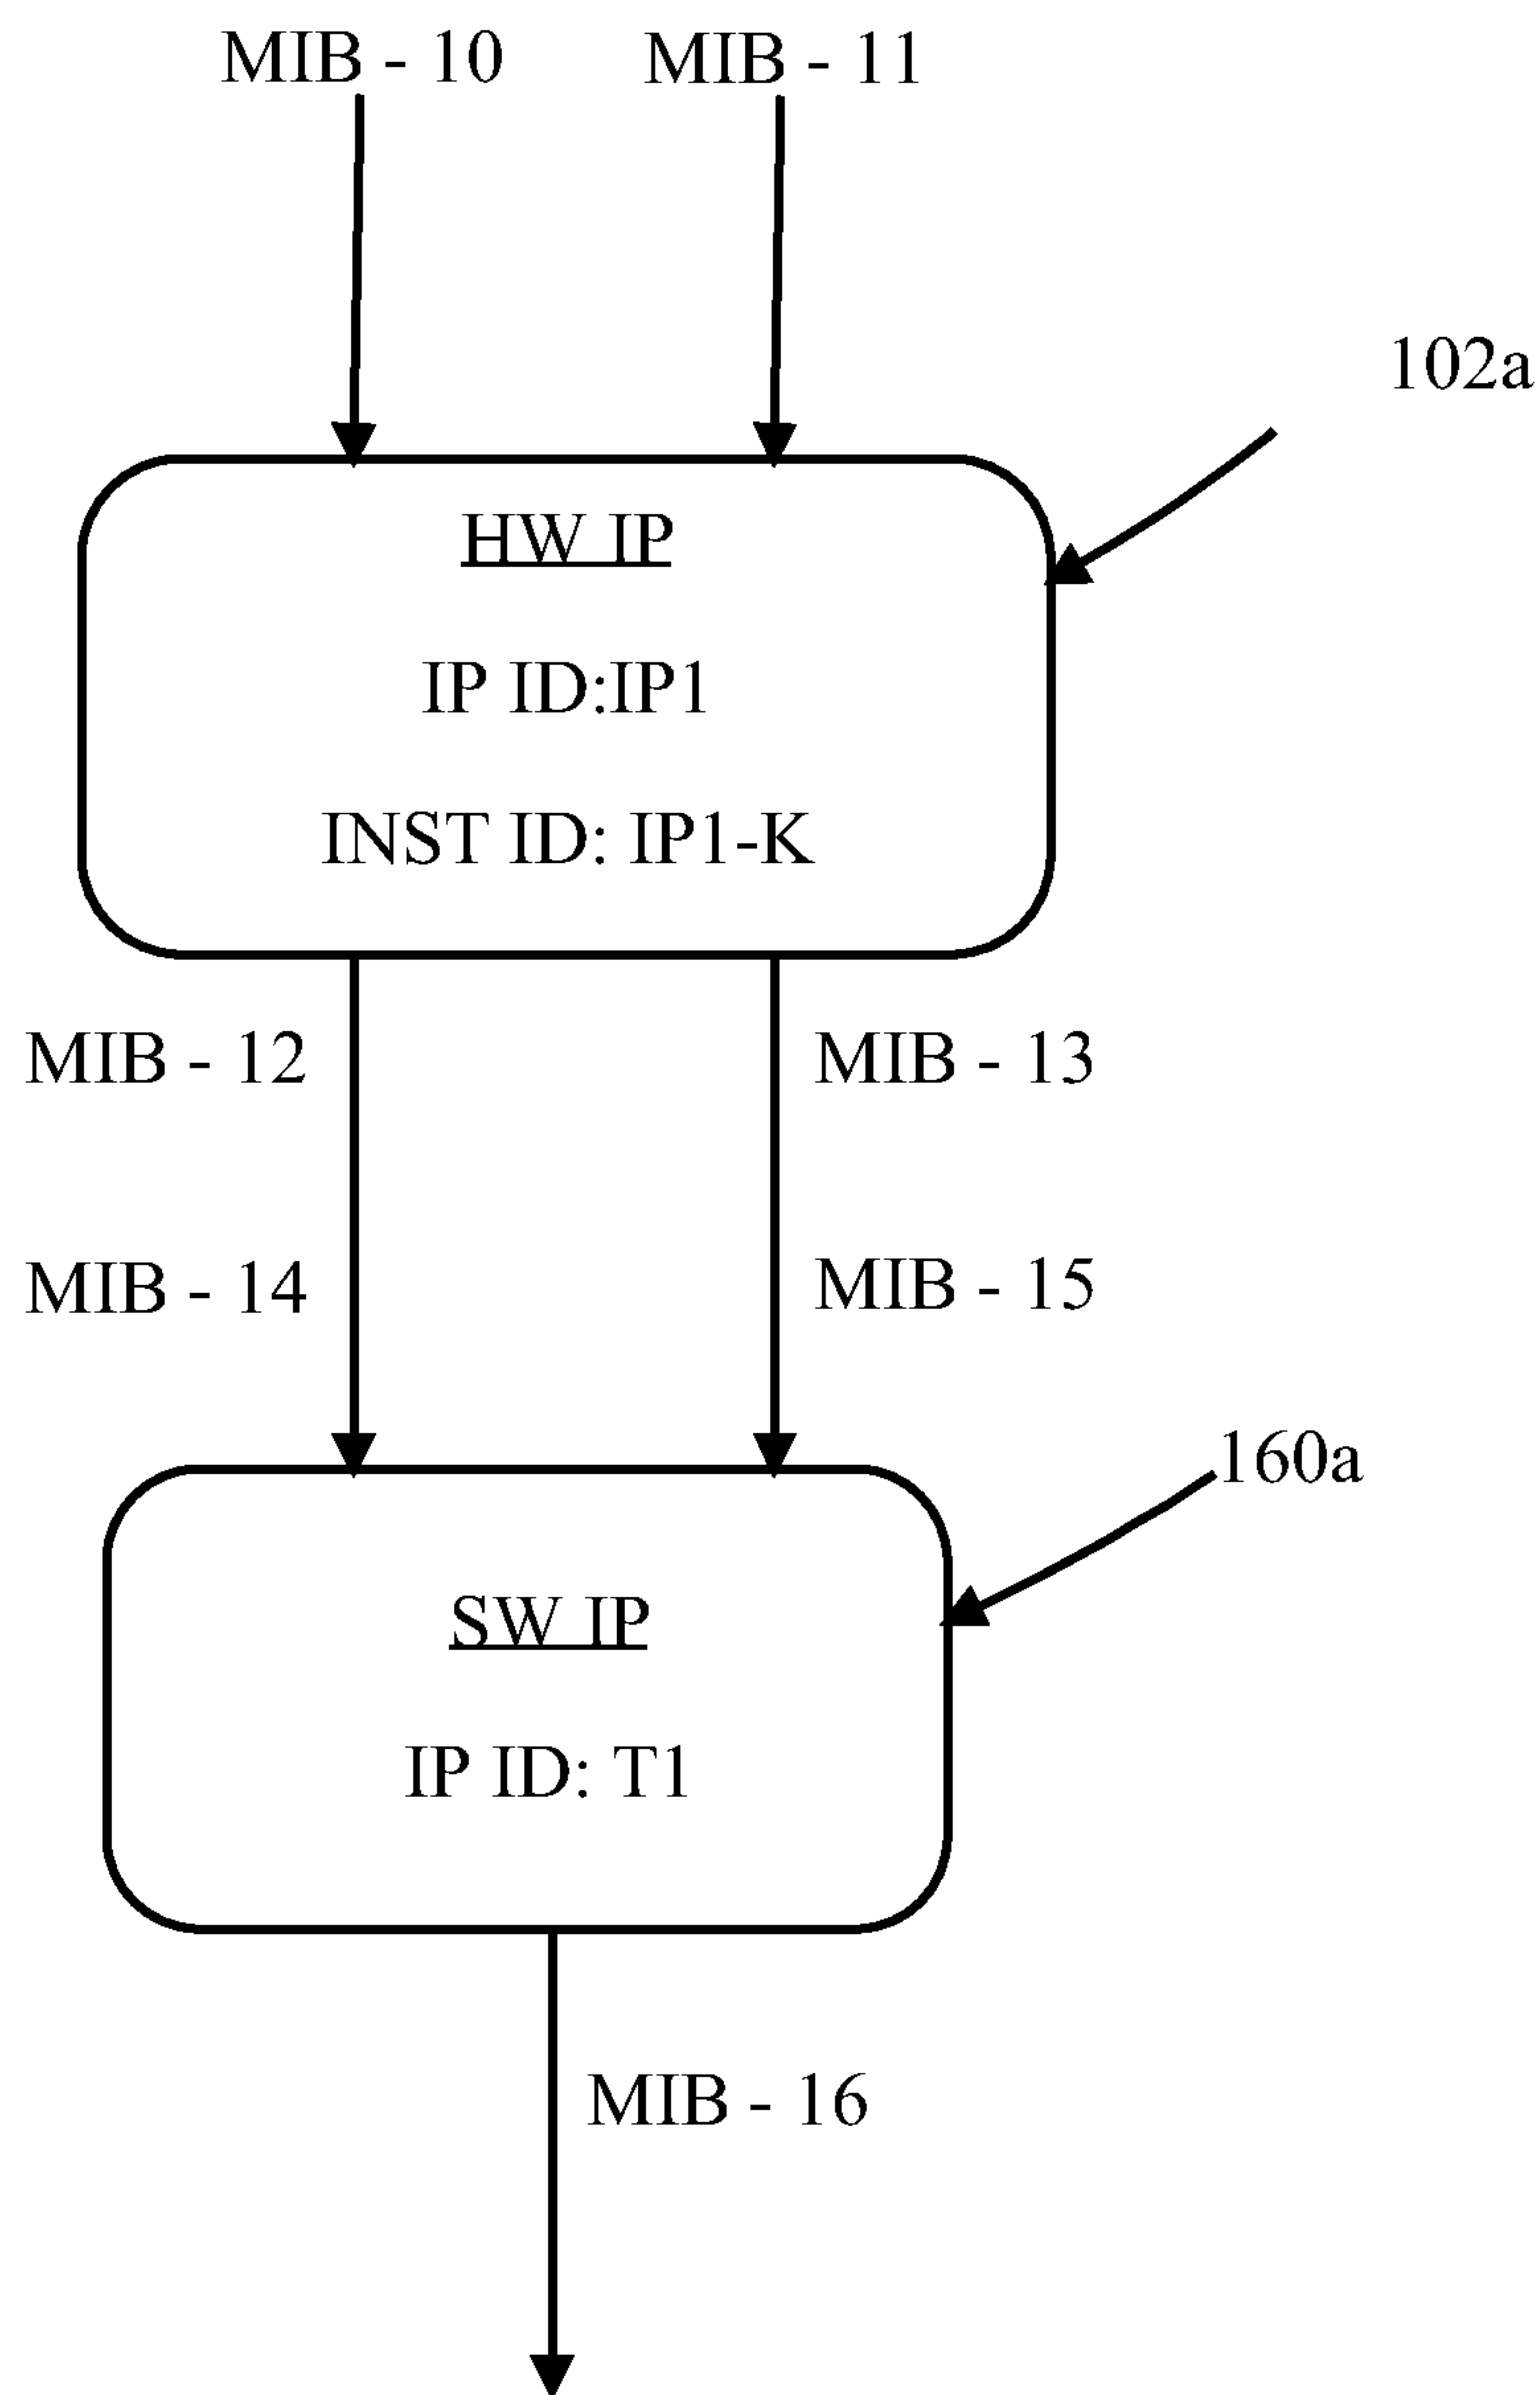 MIB - 10 MIB - 11
102a
HW IP
IP ID:IP1
INST ID: IP1-K
MIB - 12 MIB - 13
MIB - 14 MIB - 15
160a
SW IP
IP ID: T1
MIB - 16